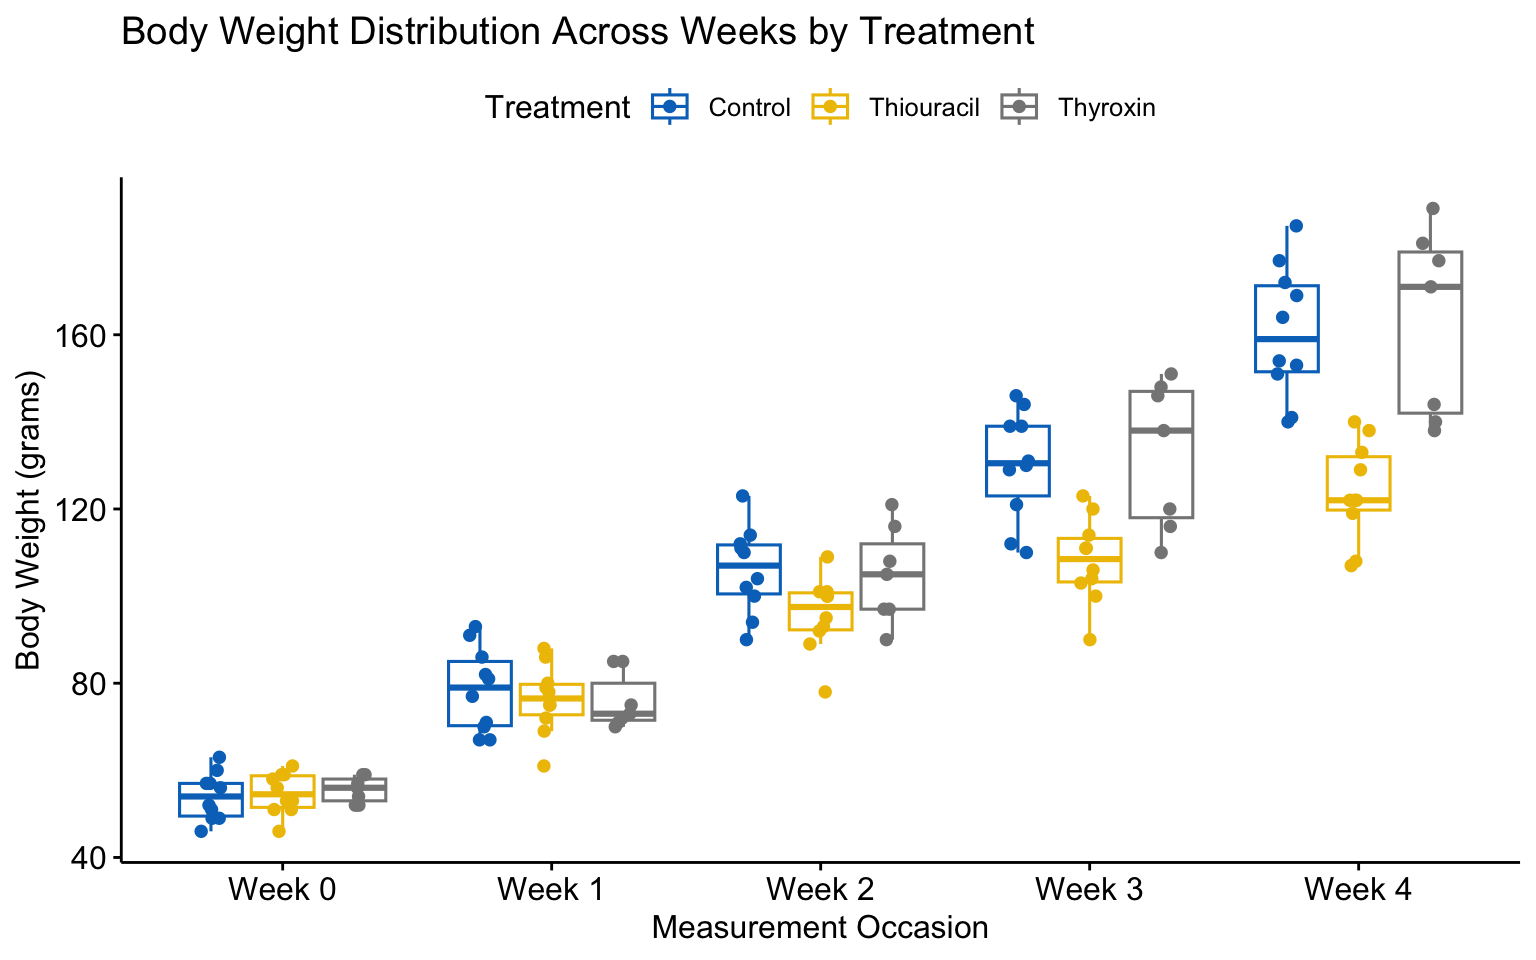 Body Weight Distribution Across Weeks by Treatment
Treatment Control Thiouracil Thyroxin
Body Weight (grams)
160
120
80
40
Week 0 Week 1 Week 2 Week 3 Week 4
Measurement Occasion